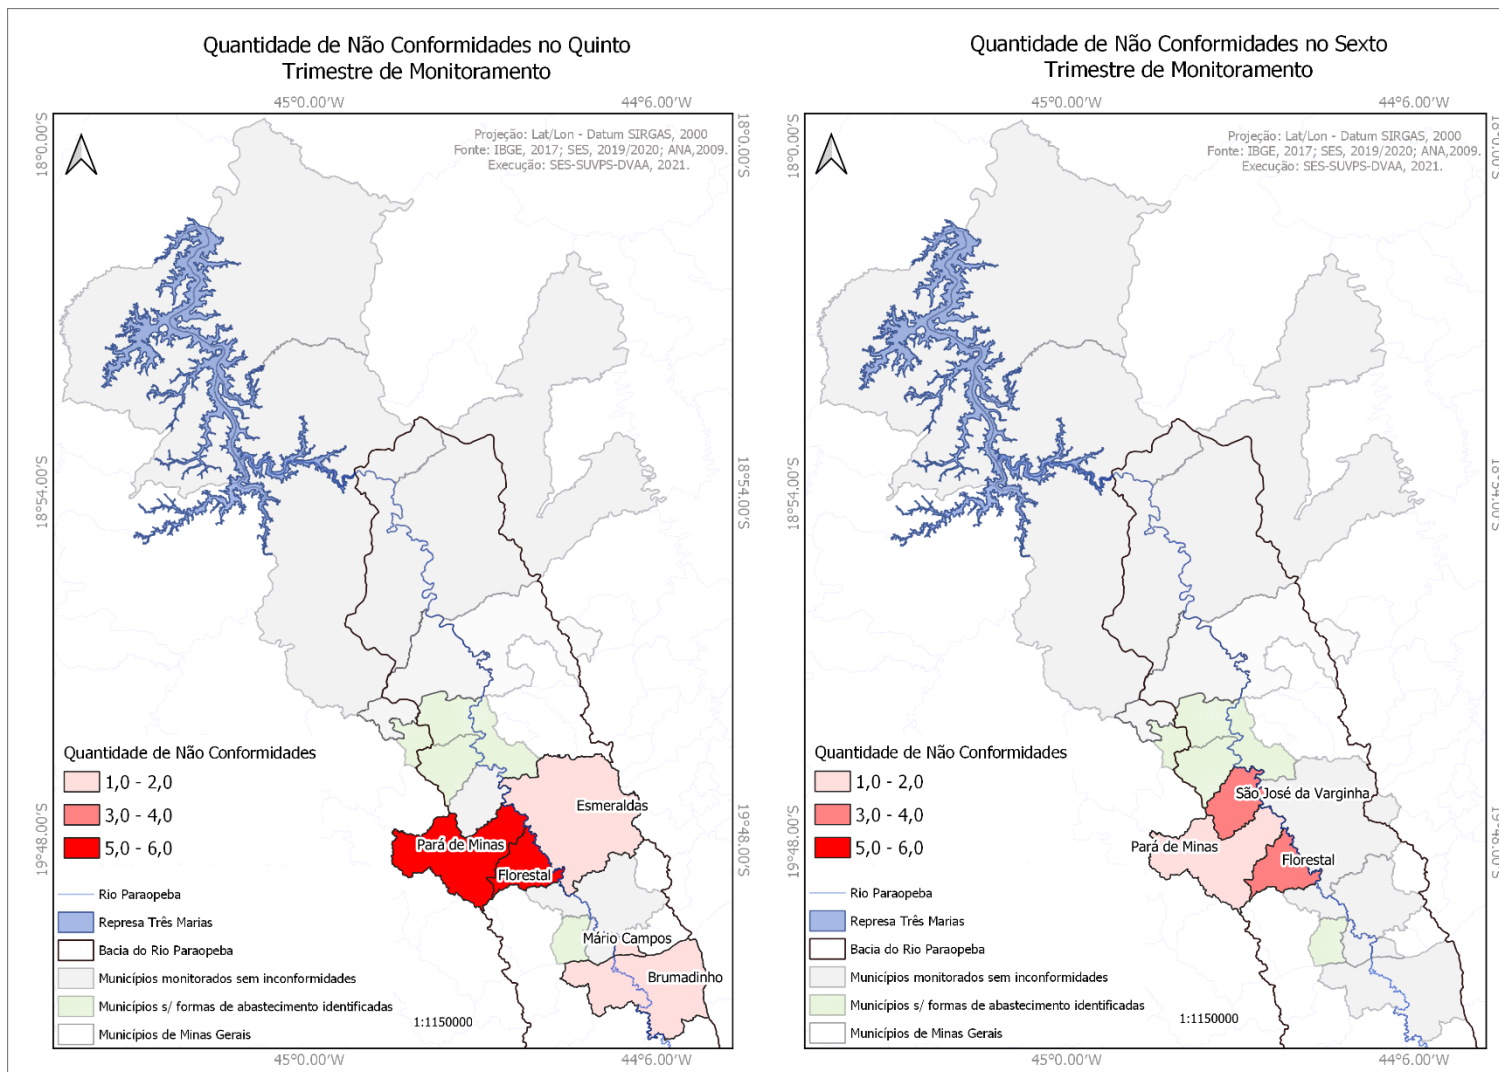 Quantidade de Não Conformidades no Quinto
Trimestre de Monitoramento
45°0.00'W
44°6.00'W
18°0.00'S
18°0.00'S
Projeção: Lat/Lon - Datum SIRGAS, 2000
Fonte: IBGE, 2017; SES, 2019/2020; ANA,2009.
Execução: SES-SUVPS-DVAA, 2021.
18°54.00'S
18°54.00'S
Quantidade de Não Conformidades
1,0 - 2,0
3,0 - 4,0
5,0 - 6,0
Esmeraldas
Pará de Minas
Florestal
Mário Campos
Brumadinho
19°48.00'S
19°48.00'S
Rio Paraopeba
Represa Três Marias
Bacia do Rio Paraopeba
Municípios monitorados sem inconformidades
Municípios s/ formas de abastecimento identificadas
Municípios de Minas Gerais
1:1150000
45°0.00'W
44°6.00'W
Quantidade de Não Conformidades no Sexto
Trimestre de Monitoramento
45°0.00'W
44°6.00'W
18°0.00'S
18°0.00'S
Projeção: Lat/Lon - Datum SIRGAS, 2000
Fonte: IBGE, 2017; SES, 2019/2020; ANA,2009.
Execução: SES-SUVPS-DVAA, 2021.
18°54.00'S
18°54.00'S
Quantidade de Não Conformidades
1,0 - 2,0
3,0 - 4,0
5,0 - 6,0
São José da Varginha
Pará de Minas
Florestal
19°48.00'S
19°48.00'S
Rio Paraopeba
Represa Três Marias
Bacia do Rio Paraopeba
Municípios monitorados sem inconformidades
Municípios s/ formas de abastecimento identificadas
Municípios de Minas Gerais
1:1150000
45°0.00'W
44°6.00'W